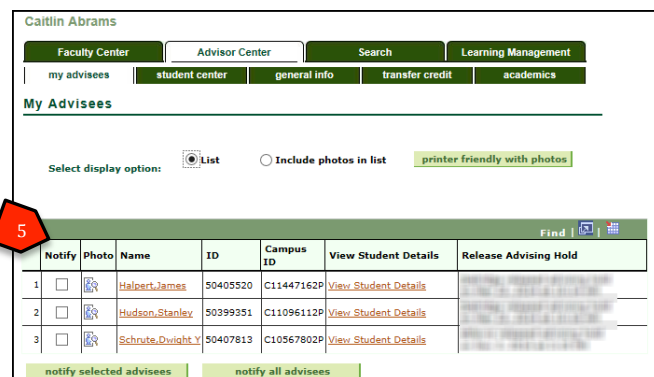 Caitlin Abrams
Faculty Center Advisor Center Search Learning Management
my advisees student center general info transfer credit academics
My Advisees
Select display option: List Include photos in list printer friendly with photos
5
Find | |
Notify Photo Name ID Campus ID View Student Details Release Advising Hold
1 Halpert,James 50405520 C11447162P View Student Details
2 Hudson,Stanley 50399351 C11096112P View Student Details
3 Schrute,Dwight Y 50407813 C10567802P View Student Details
notify selected advisees notify all advisees